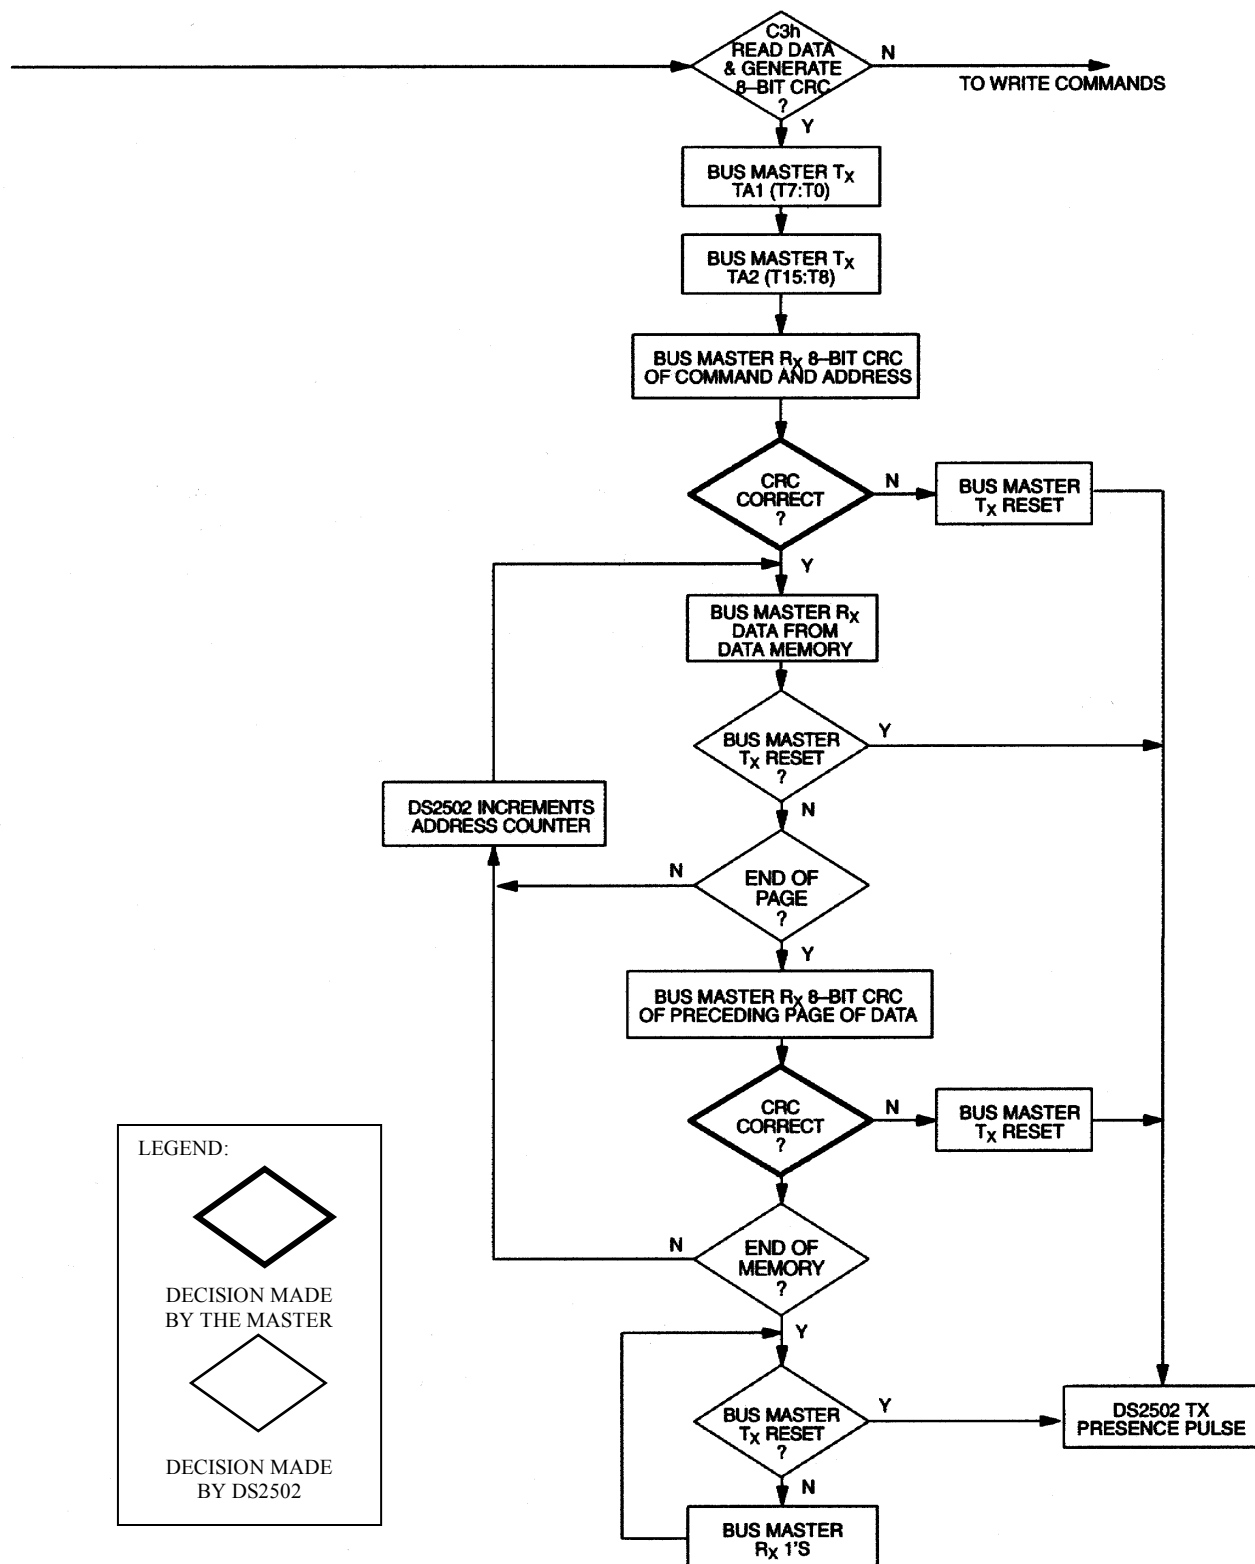 C3h
READ DATA
& GENERATE
8–BIT CRC
?
N
TO WRITE COMMANDS
Y
BUS MASTER TX
TA1 (T7:T0)
BUS MASTER TX
TA2 (T15:T8)
BUS MASTER RX 8–BIT CRC
OF COMMAND AND ADDRESS
CRC
CORRECT
?
N
BUS MASTER
TX RESET
Y
BUS MASTER RX
DATA FROM
DATA MEMORY
BUS MASTER
TX RESET
?
Y
N
DS2502 INCREMENTS
ADDRESS COUNTER
END OF
PAGE
?
N
Y
BUS MASTER RX 8–BIT CRC
OF PRECEDING PAGE OF DATA
CRC
CORRECT
?
N
BUS MASTER
TX RESET
END OF
MEMORY
?
N
Y
BUS MASTER
TX RESET
?
Y
DS2502 TX
PRESENCE PULSE
N
BUS MASTER
RX 1'S
LEGEND:
DECISION MADE
BY THE MASTER
DECISION MADE
BY DS2502